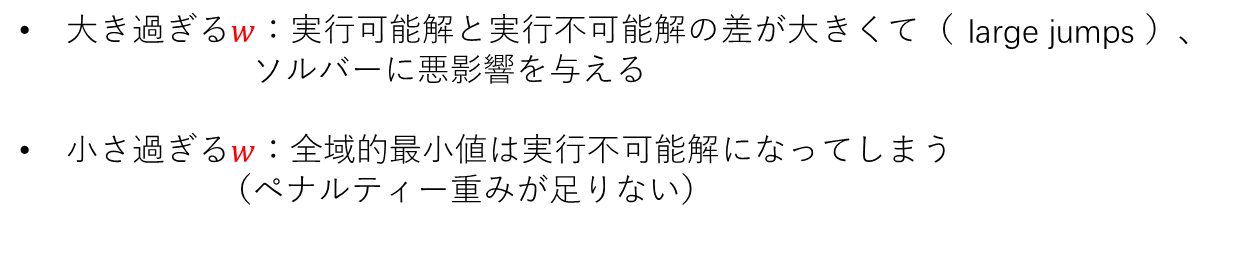 • 大き過ぎるw：実行可能解と実行不可能解の差が大きくて（ large jumps ）、
ソルバーに悪影響を与える
• 小さ過ぎるw：全域的最小値は実行不可能解になってしまう
（ペナルティー重みが足りない）